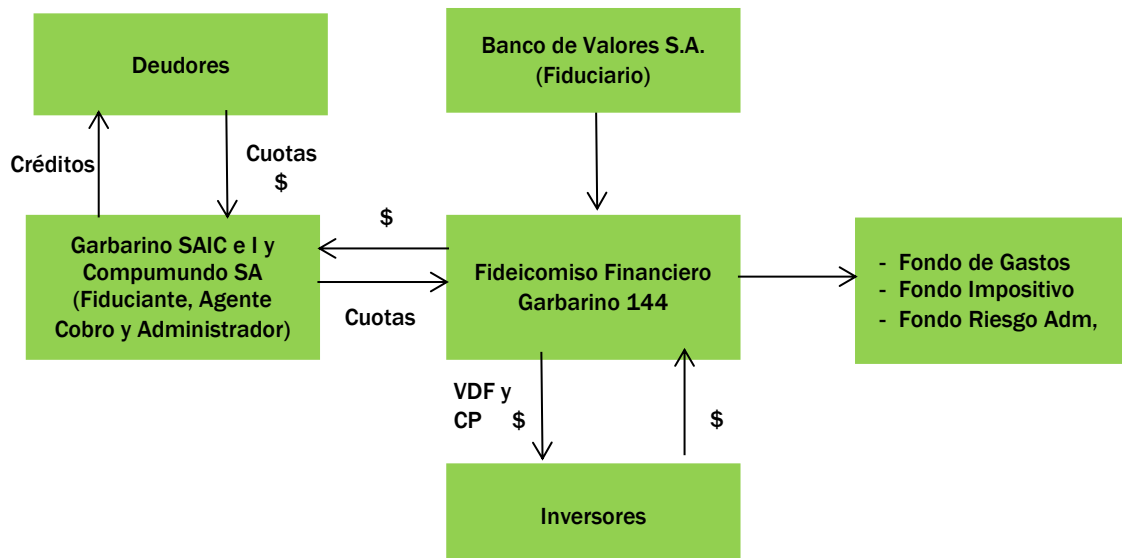 Deudores
Banco de Valores S.A.
(Fiduciario)
Créditos
Cuotas
$
$
Garbarino SAIC e I y
Compumundo SA
(Fiduciante, Agente
Cobro y Administrador)
Cuotas
Fideicomiso Financiero
Garbarino 144
- Fondo de Gastos
- Fondo Impositivo
- Fondo Riesgo Adm,
VDF y
CP $
$
Inversores